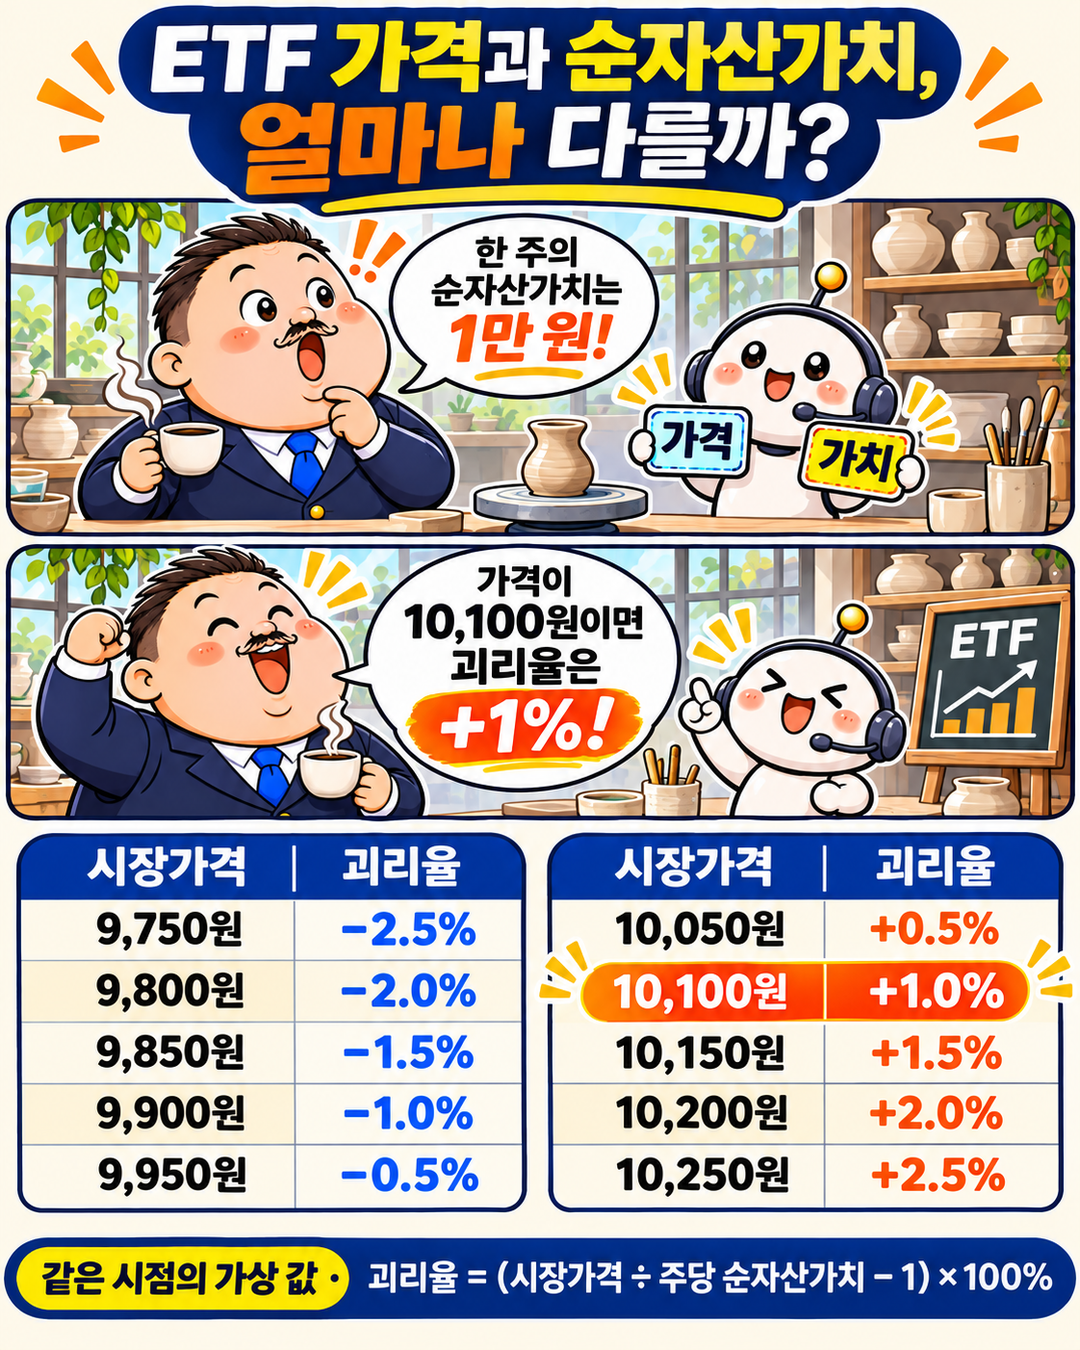 ETF 가격과 순자산가치,
얼마나 다를까?
한 주의
순자산가치는
1만 원!
가격
가치
가격이
10,100원이면
괴리율은
+1%!
ETF
시장가격 | 괴리율
9,750원 −2.5%
9,800원 −2.0%
9,850원 −1.5%
9,900원 −1.0%
9,950원 −0.5%
시장가격 | 괴리율
10,050원 +0.5%
10,100원 +1.0%
10,150원 +1.5%
10,200원 +2.0%
10,250원 +2.5%
같은 시점의 가상 값 · 괴리율 = (시장가격 ÷ 주당 순자산가치 − 1) × 100%